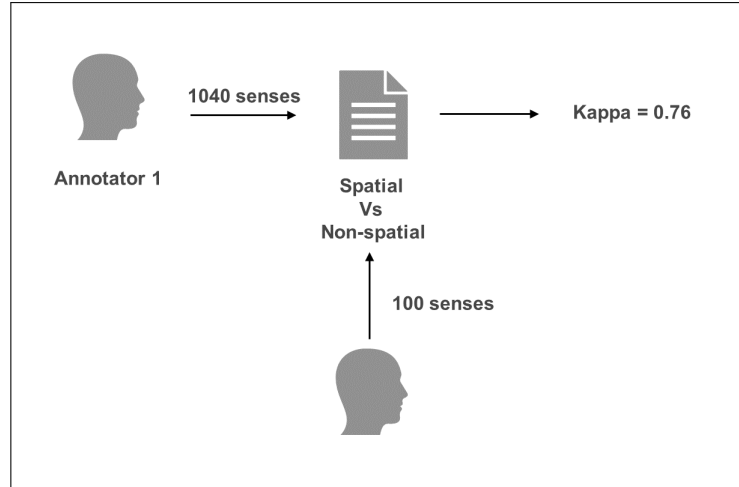 1040 senses
Kappa = 0.76
Annotator 1
Spatial
Vs
Non-spatial
100 senses